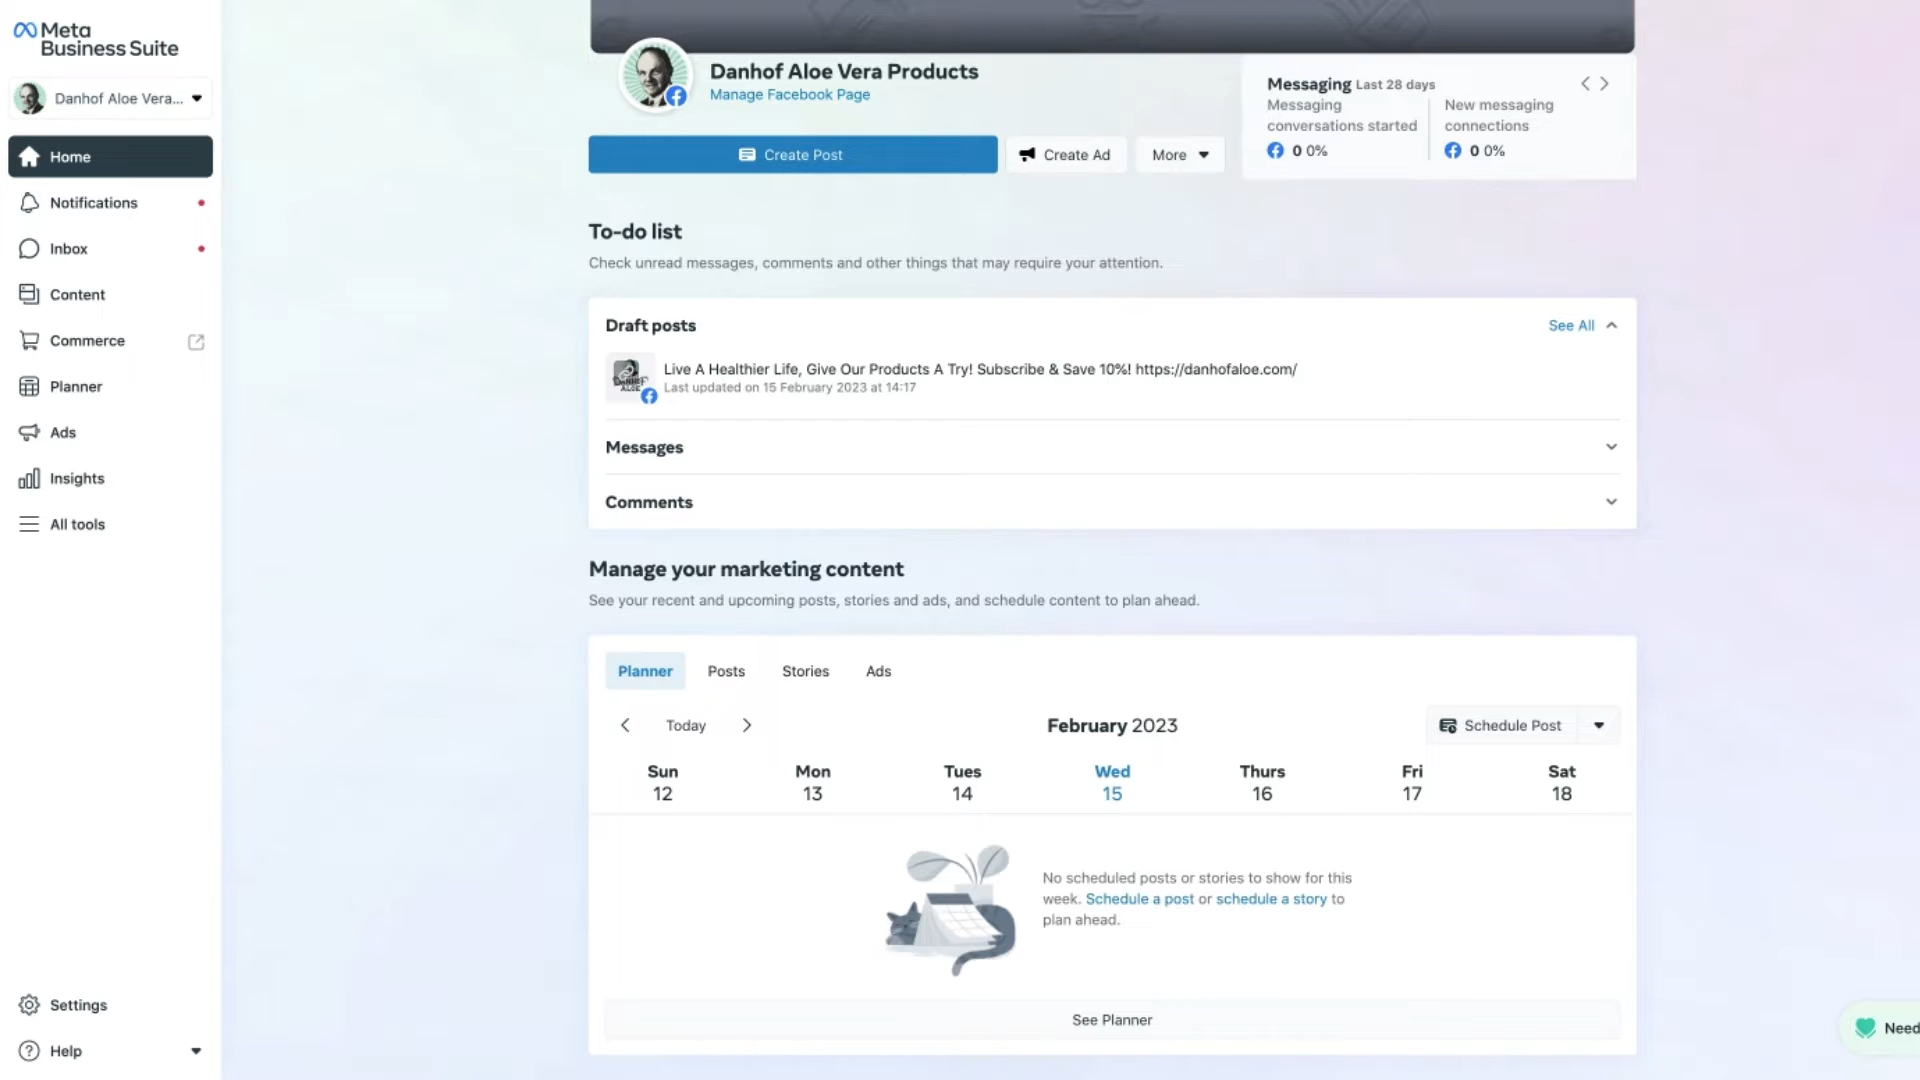 Meta
Business Suite
Danhof Aloe Vera...
Home
Notifications
Inbox
Content
Commerce
Planner
Ads
Insights
All tools
Settings
Help
Danhof Aloe Vera Products
Manage Facebook Page
Create Post
Create Ad
More
Messaging Last 28 days
Messaging
conversations started
0 0%
New messaging
connections
0 0%
To-do list
Check unread messages, comments and other things that may require your attention.
Draft posts
See All
DANHOF
ALOE
Live A Healthier Life, Give Our Products A Try! Subscribe & Save 10%! https://danhofaloe.com/
Last updated on 15 February 2023 at 14:17
Messages
Comments
Manage your marketing content
See your recent and upcoming posts, stories and ads, and schedule content to plan ahead.
Planner
Posts
Stories
Ads
Today
February 2023
Schedule Post
Sun
12
Mon
13
Tues
14
Wed
15
Thurs
16
Fri
17
Sat
18
No scheduled posts or stories to show for this
week. Schedule a post or schedule a story to
plan ahead.
See Planner
Need